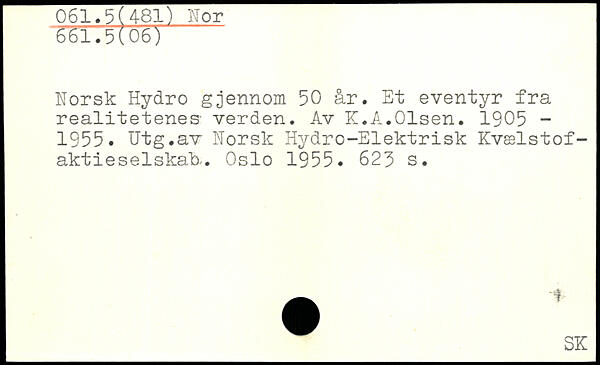 061.5(481) Nor
661.5(06)
Norsk Hydro gjennom 50 år. Et eventyr fra
realitetenes verden. Av K.A.Olsen. 1905 -
1955. Utg.av Norsk Hydro-Elektrisk Kvælstof-
aktieselskab. Oslo 1955. 623 s.
SK